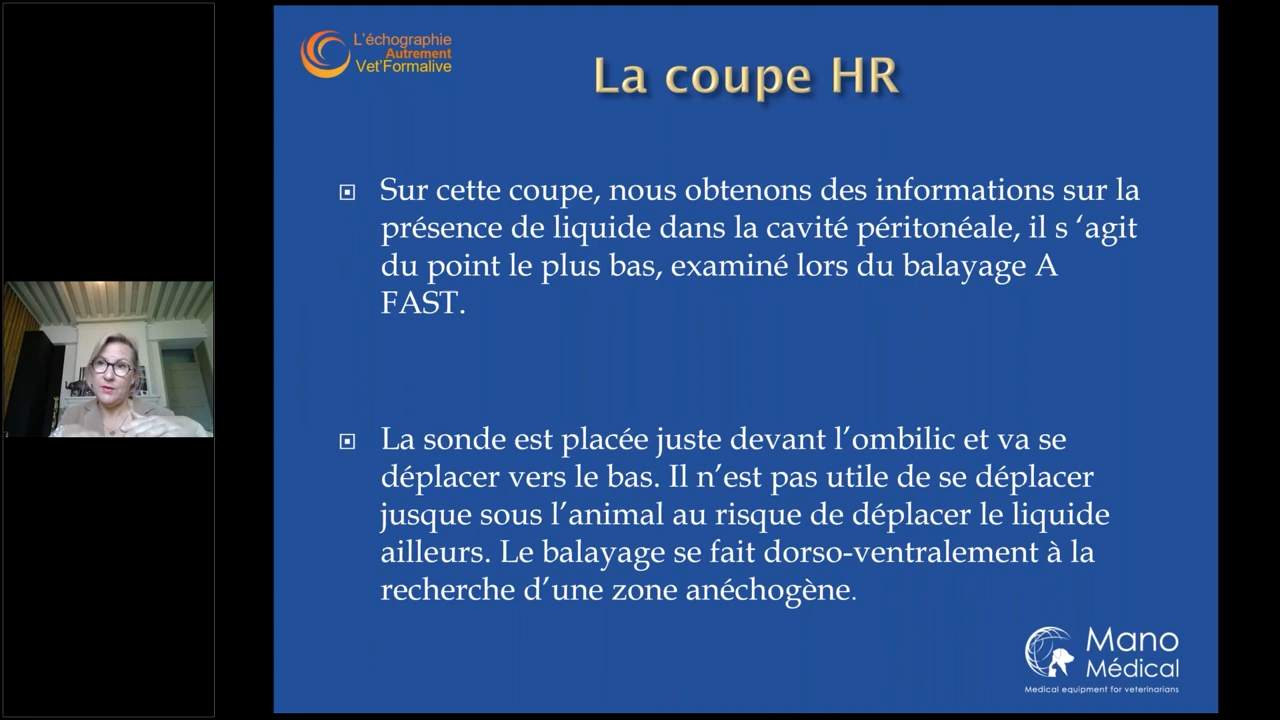 L'échographie
Autrement
Vet'Formalive
La coupe HR
Sur cette coupe, nous obtenons des informations sur la
présence de liquide dans la cavité péritonéale, il s ‘agit
du point le plus bas, examiné lors du balayage A
FAST.
La sonde est placée juste devant l’ombilic et va se
déplacer vers le bas. Il n’est pas utile de se déplacer
jusque sous l’animal au risque de déplacer le liquide
ailleurs. Le balayage se fait dorso-ventralement à la
recherche d’une zone anéchogène.
Mano
Médical
Medical equipment for veterinarians